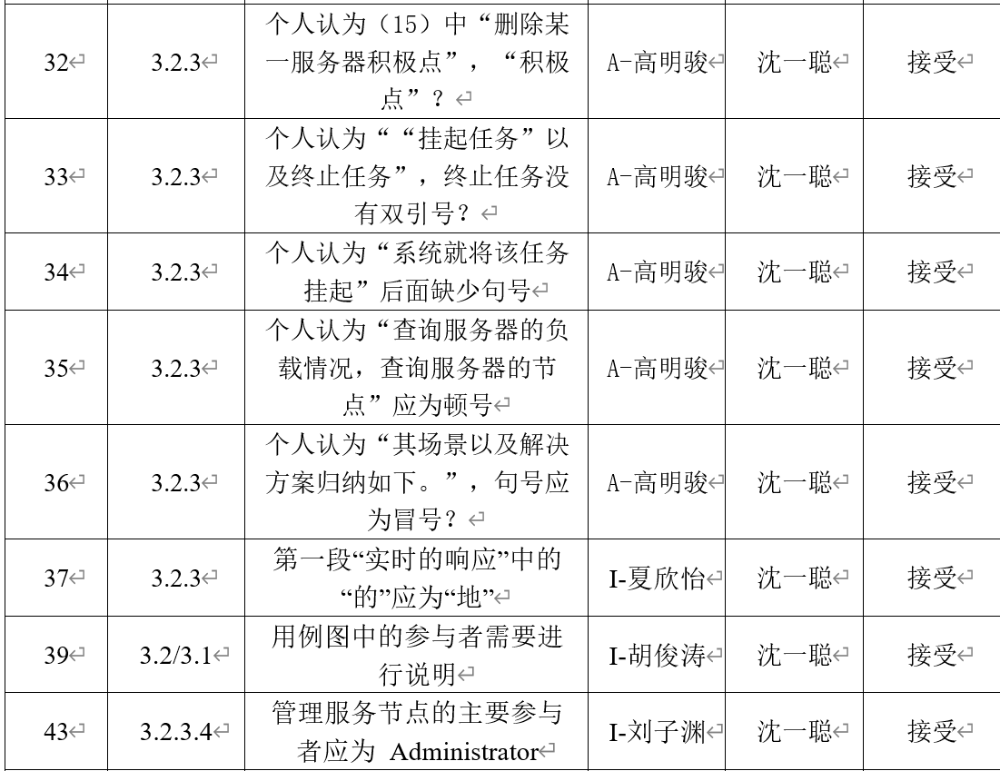 32 3.2.3 个人认为（15）中“删除某 A-高明骏 沈一聪 接受
一服务器积极点”，“积极
点”？
33 3.2.3 个人认为““挂起任务”以 A-高明骏 沈一聪 接受
及终止任务”，终止任务没
有双引号？
34 3.2.3 个人认为“系统就将该任务 A-高明骏 沈一聪 接受
挂起”后面缺少句号
35 3.2.3 个人认为“查询服务器的负 A-高明骏 沈一聪 接受
载情况，查询服务器的节
点”应为顿号
36 3.2.3 个人认为“其场景以及解决 A-高明骏 沈一聪 接受
方案归纳如下。”，句号应
为冒号？
37 3.2.3 第一段“实时的响应”中的 I-夏欣怡 沈一聪 接受
“的”应为“地”
39 3.2/3.1 用例图中的参与者需要进 I-胡俊涛 沈一聪 接受
行说明
43 3.2.3.4 管理服务节点的主要参与 I-刘子渊 沈一聪 接受
者应为 Administrator